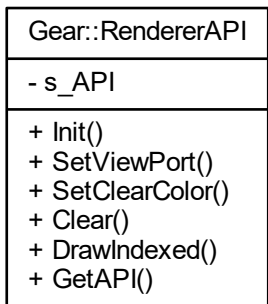 Gear::RendererAPI
- s_API
+ Init()
+ SetViewPort()
+ SetClearColor()
+ Clear()
+ DrawIndexed()
+ GetAPI()